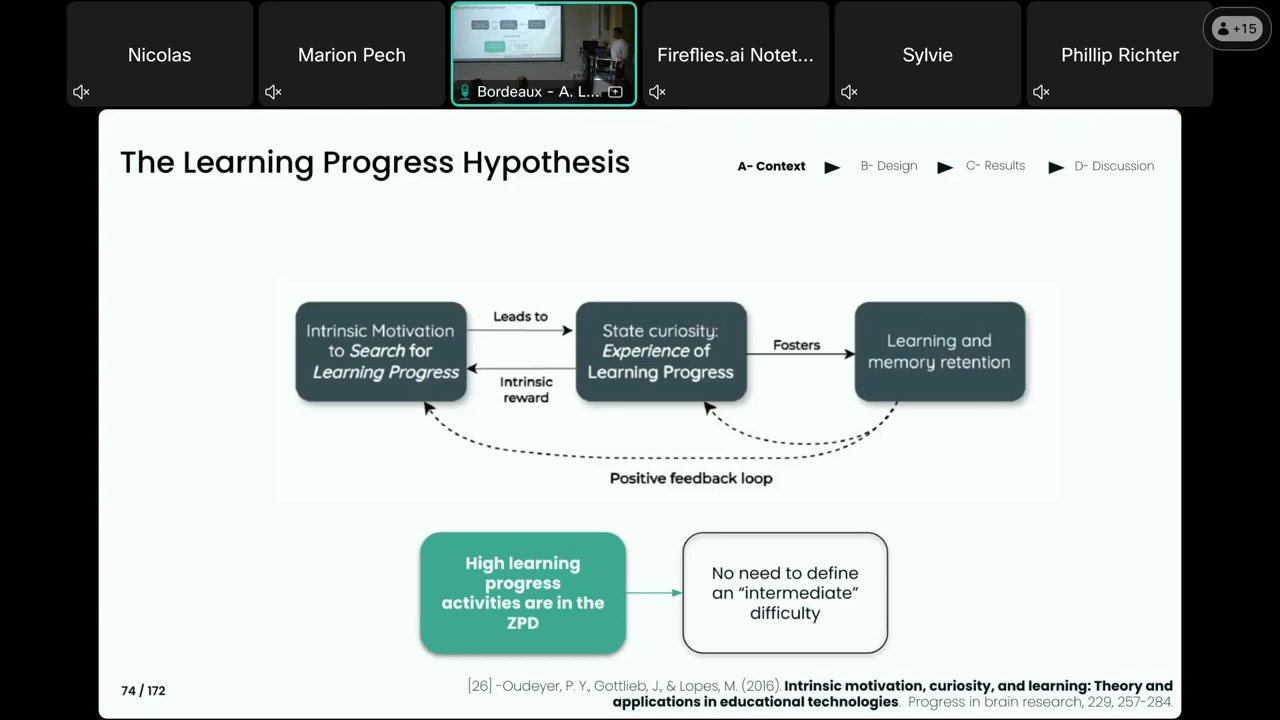 Nicolas
Marion Pech
Bordeaux - A. L...
Fireflies.ai Notet...
Sylvie
Phillip Richter
+15
The Learning Progress Hypothesis
A- Context
B- Design
C- Results
D- Discussion
Intrinsic Motivation
to Search for
Learning Progress
Leads to
Intrinsic
reward
State curiosity:
Experience of
Learning Progress
Fosters
Learning and
memory retention
Positive feedback loop
High learning
progress
activities are in the
ZPD
No need to define
an “intermediate”
difficulty
74 / 172
[26] -Oudeyer, P. Y., Gottlieb, J., & Lopes, M. (2016). Intrinsic motivation, curiosity, and learning: Theory and
applications in educational technologies. Progress in brain research, 229, 257-284.